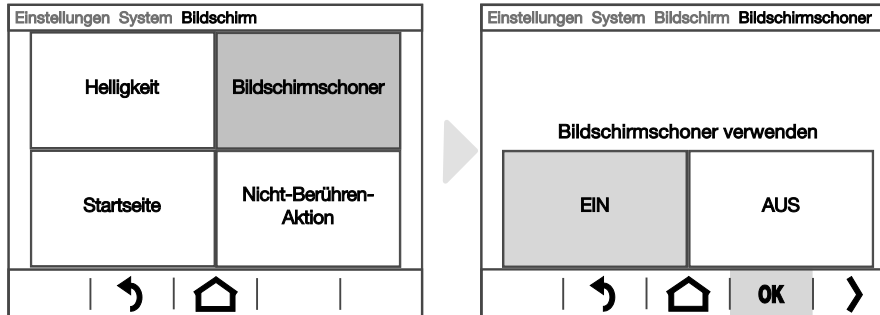 Einstellungen System Bildschirm
Helligkeit
Bildschirmschoner
Startseite
Nicht-Berühren-
Aktion
Einstellungen System Bildschirm Bildschirmschoner
Bildschirmschoner verwenden
EIN
AUS
OK